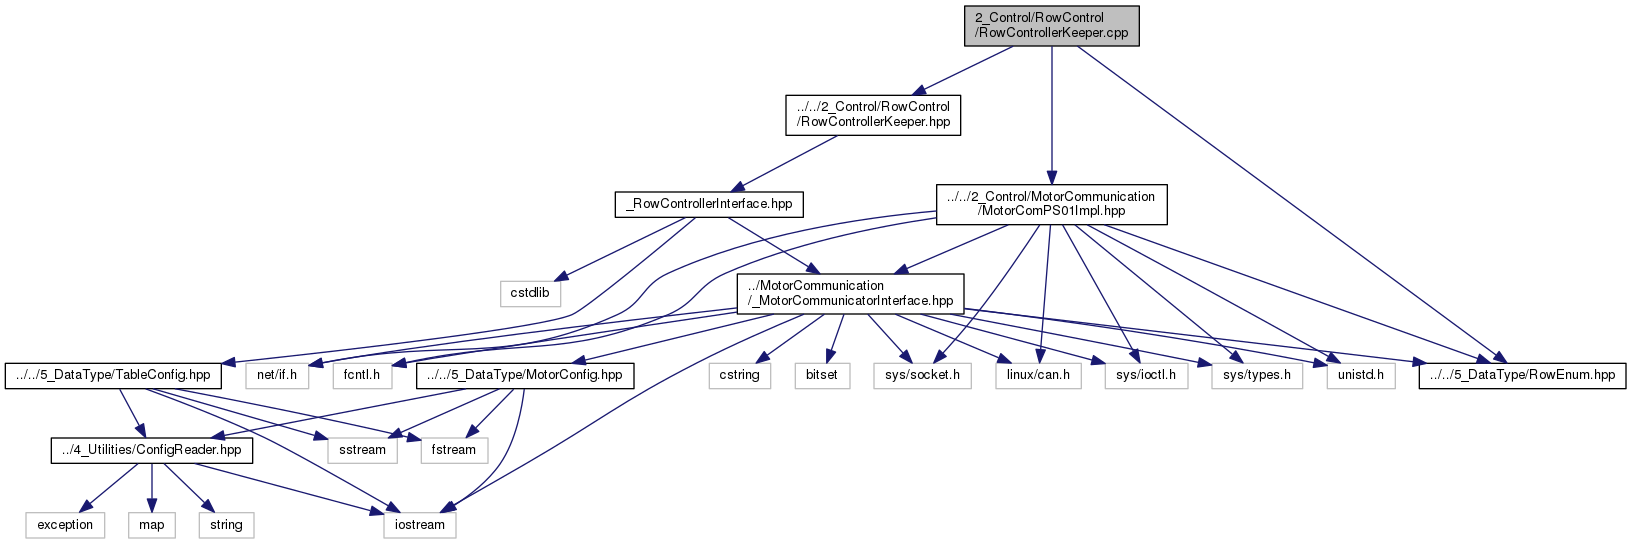 2_Control/RowControl
/RowControllerKeeper.cpp
../../2_Control/RowControl
/RowControllerKeeper.hpp
_RowControllerInterface.hpp
../../2_Control/MotorCommunication
/MotorComPS01Impl.hpp
cstdlib
../MotorCommunication
/_MotorCommunicatorInterface.hpp
../../5_DataType/TableConfig.hpp
net/if.h
fcntl.h
../../5_DataType/MotorConfig.hpp
cstring
bitset
sys/socket.h
linux/can.h
sys/ioctl.h
sys/types.h
unistd.h
../../5_DataType/RowEnum.hpp
../4_Utilities/ConfigReader.hpp
sstream
fstream
exception
map
string
iostream